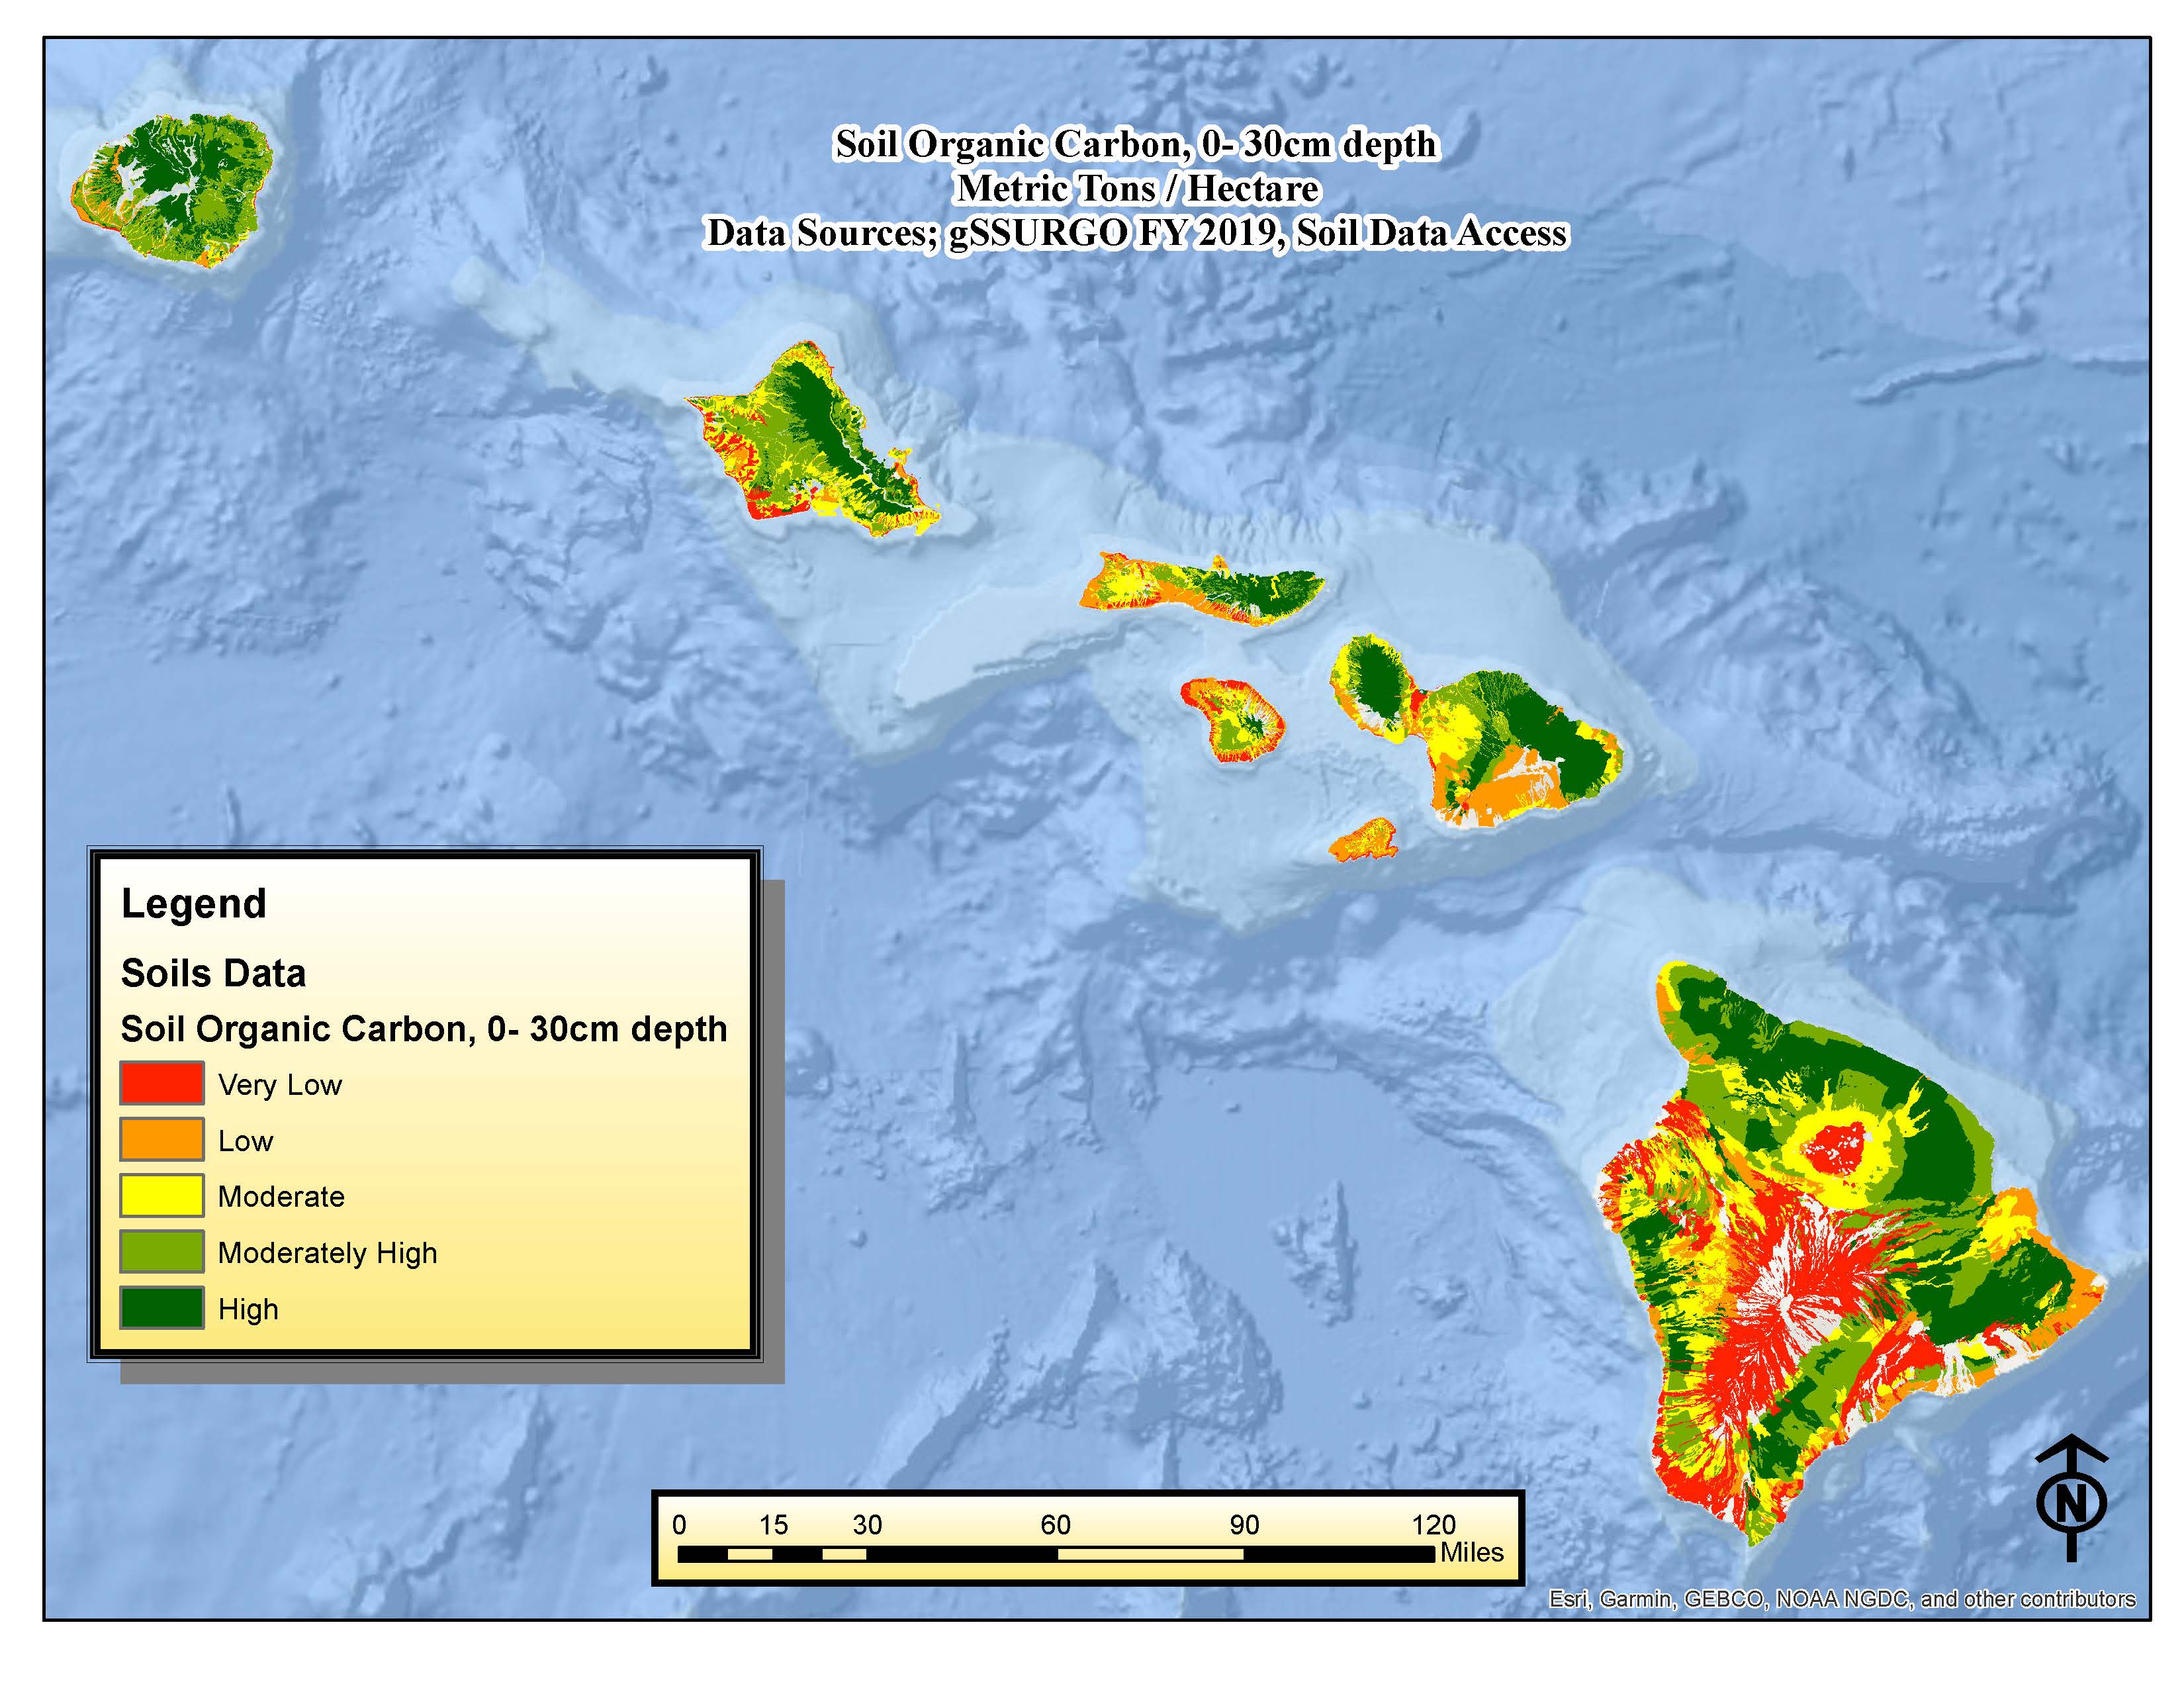 Soil Organic Carbon, 0- 30cm depth
Metric Tons / Hectare
Data Sources; gSSURGO FY 2019, Soil Data Access
Legend
Soils Data
Soil Organic Carbon, 0- 30cm depth
Very Low
Low
Moderate
Moderately High
High
0 15 30 60 90 120
Miles
N
Esri, Garmin, GEBCO, NOAA NGDC, and other contributors